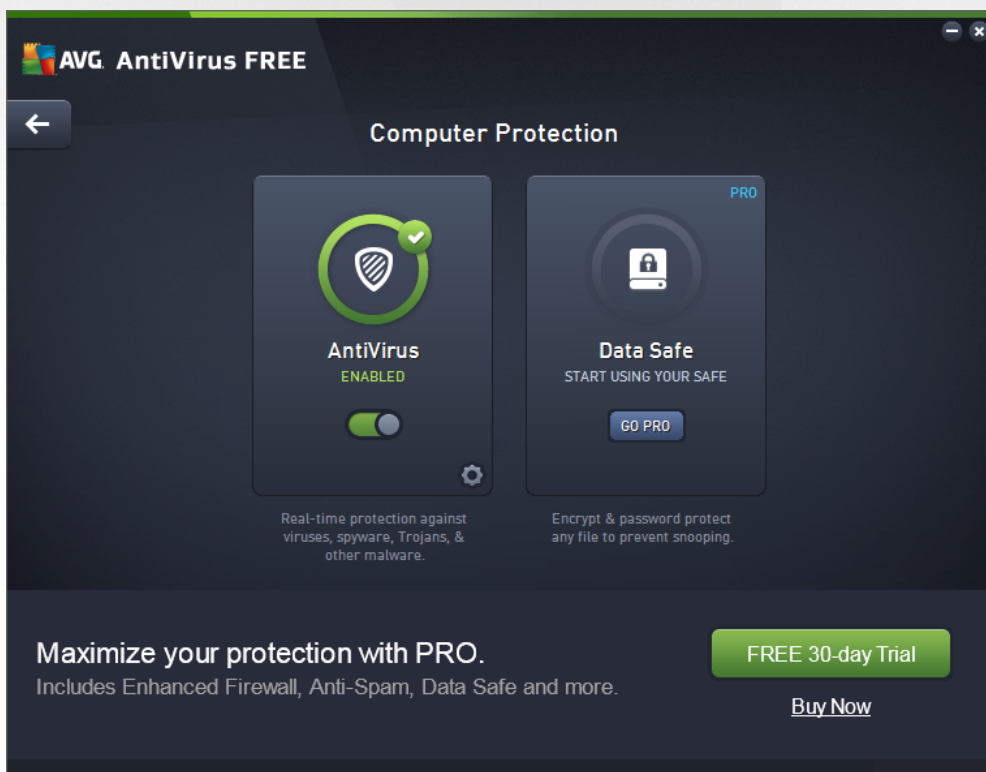 AVG AntiVirus FREE
Computer Protection
PRO
AntiVirus
ENABLED
Data Safe
START USING YOUR SAFE
GO PRO
Real-time protection against
viruses, spyware, Trojans, &
other malware.
Encrypt & password protect
any file to prevent snooping.
Maximize your protection with PRO.
Includes Enhanced Firewall, Anti-Spam, Data Safe and more.
FREE 30-day Trial
Buy Now